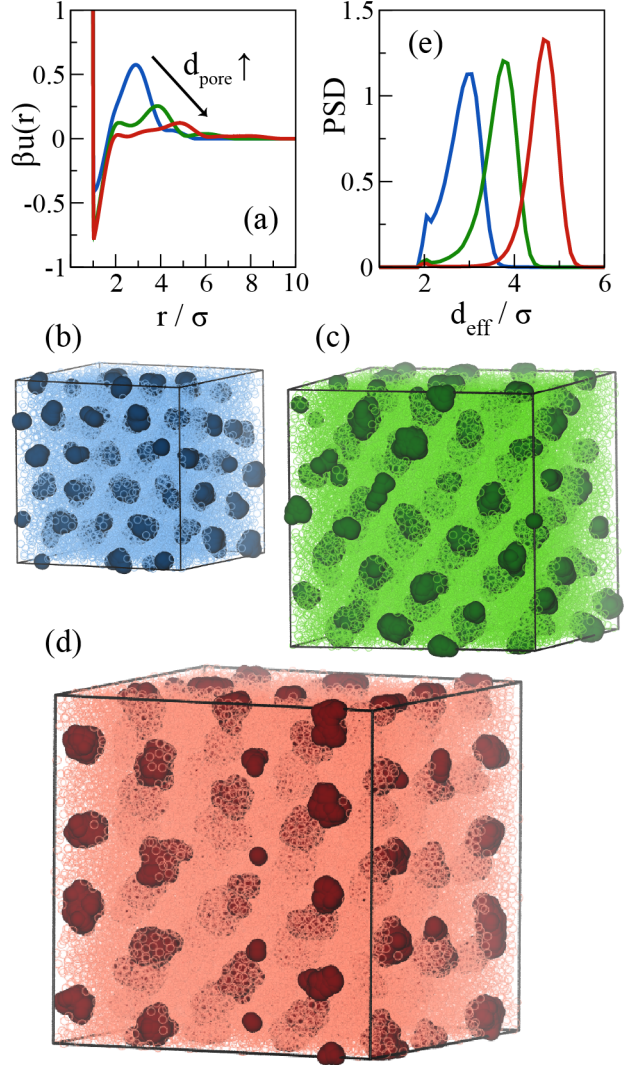 1
0.5
0
-0.5
-1
βu(r)
d_pore ↑
(a)
2 4 6 8 10
r / σ
1.5
1
0.5
0
PSD
(e)
2 4 6
d_eff / σ
(b)
(c)
(d)